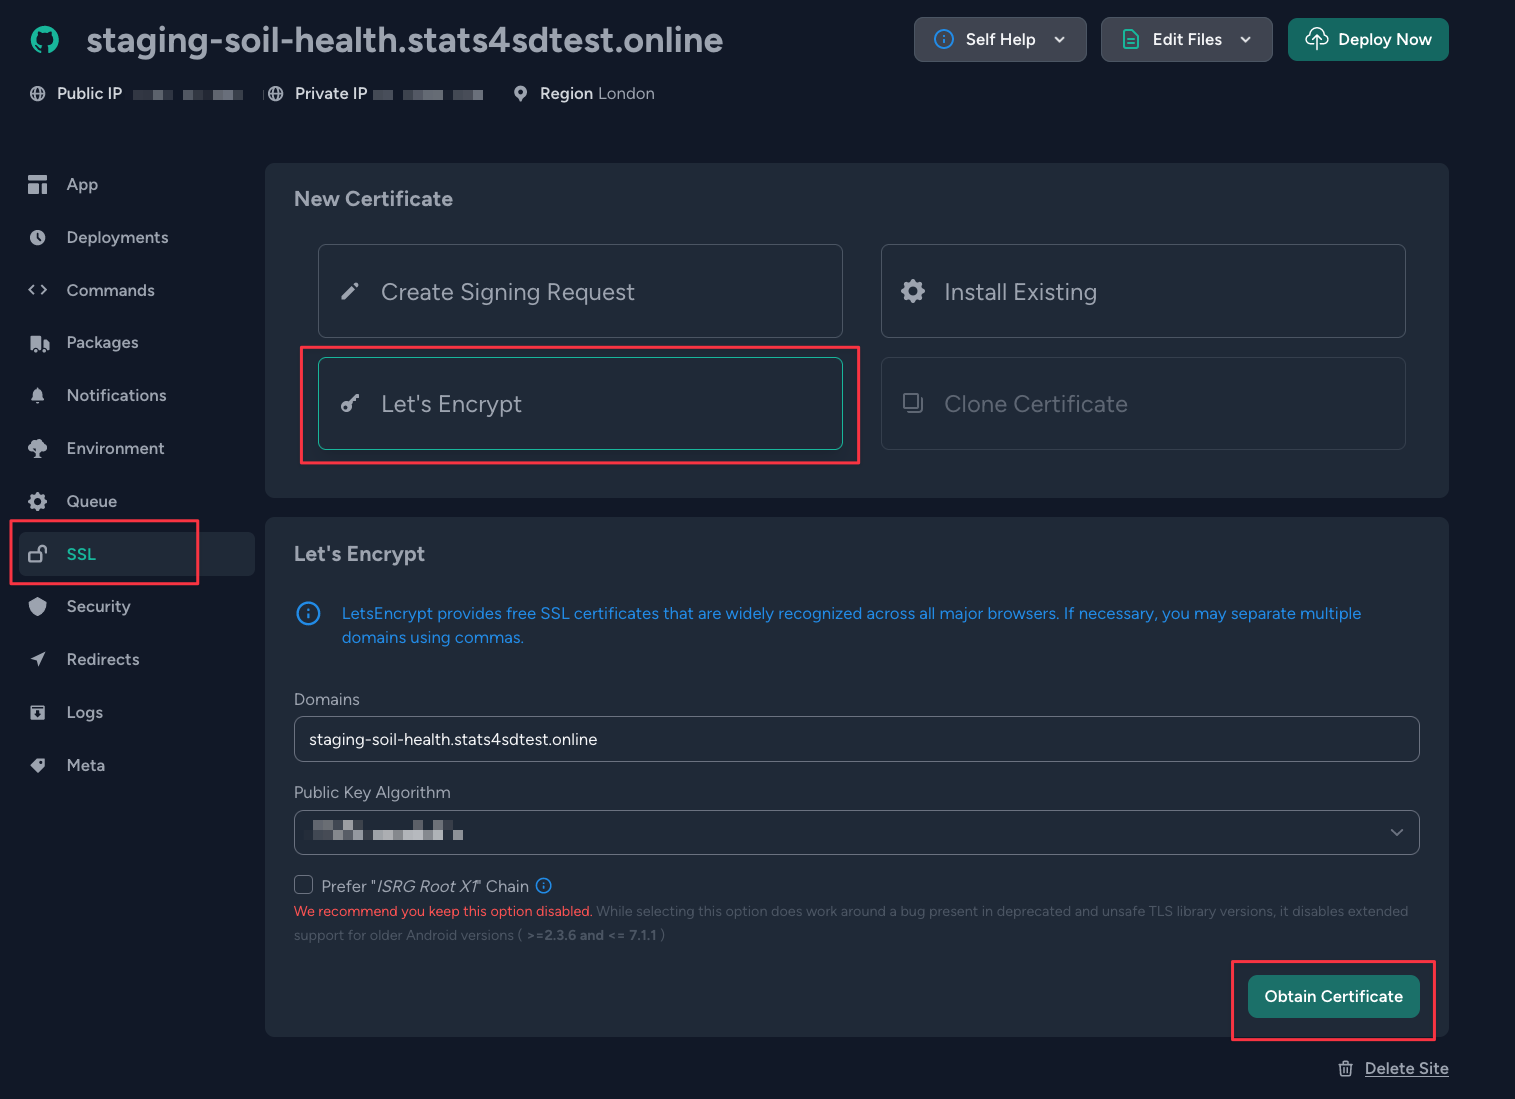 staging-soil-health.stats4sdtest.online
Self Help
Edit Files
Deploy Now
Public IP
Private IP
Region London
App
Deployments
Commands
Packages
Notifications
Environment
Queue
SSL
Security
Redirects
Logs
Meta
New Certificate
Create Signing Request
Install Existing
Let's Encrypt
Clone Certificate
Let's Encrypt
LetsEncrypt provides free SSL certificates that are widely recognized across all major browsers. If necessary, you may separate multiple
domains using commas.
Domains
staging-soil-health.stats4sdtest.online
Public Key Algorithm
Prefer "ISRG Root X1" Chain
We recommend you keep this option disabled. While selecting this option does work around a bug present in deprecated and unsafe TLS library versions, it disables extended
support for older Android versions ( >=2.3.6 and <= 7.1.1 )
Obtain Certificate
Delete Site